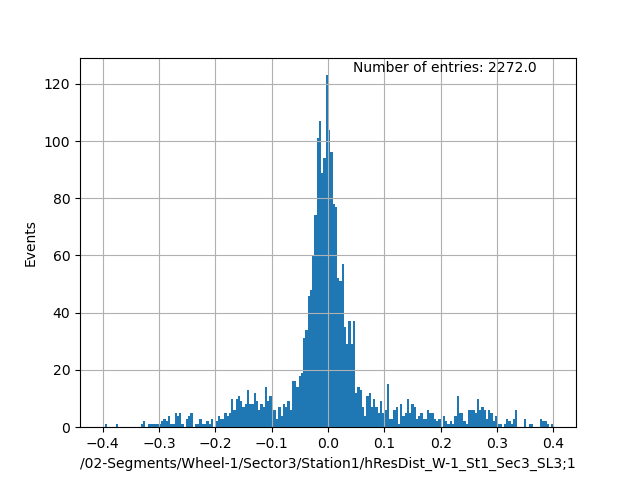 Number of entries: 2272.0
120
100
80
60
40
20
0
Events
−0.4 −0.3 −0.2 −0.1 0.0 0.1 0.2 0.3 0.4
/02-Segments/Wheel-1/Sector3/Station1/hResDist_W-1_St1_Sec3_SL3;1